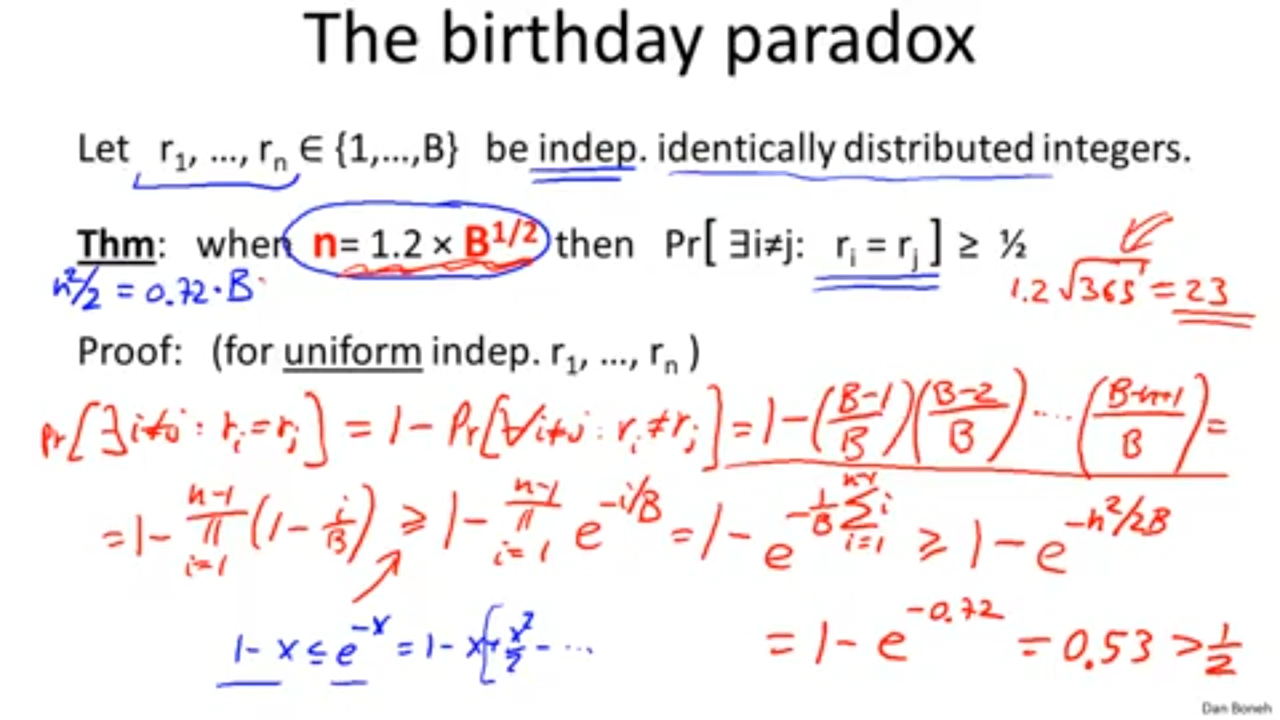 The birthday paradox
Let r₁, …, rₙ ∈ {1,…,B} be indep. identically distributed integers.
Thm: when n= 1.2 × B^{1/2} then Pr[ ∃i≠j: rᵢ = rⱼ ] ≥ ½
n²/2 = 0.72·B
1.2 √365 = 23
Proof: (for uniform indep. r₁, …, rₙ )
Pr[∃i≠j : rᵢ=rⱼ] = 1 - Pr[∀i≠j : rᵢ≠rⱼ] = 1-((B-1)/B)((B-2)/B) ⋯ ((B-n+1)/B) =
= 1- ∏_{i=1}^{n-1} (1 - i/B) ≥ 1 - ∏_{i=1}^{n-1} e^{-i/B} = 1 - e^{-1/B ∑_{i=1}^{n-1} i} ≥ 1 - e^{-n²/2B}
1-x ≤ e^{-x} = 1-x+[x²/2 - ...
= 1 - e^{-0.72} = 0.53 > 1/2
Dan Boneh